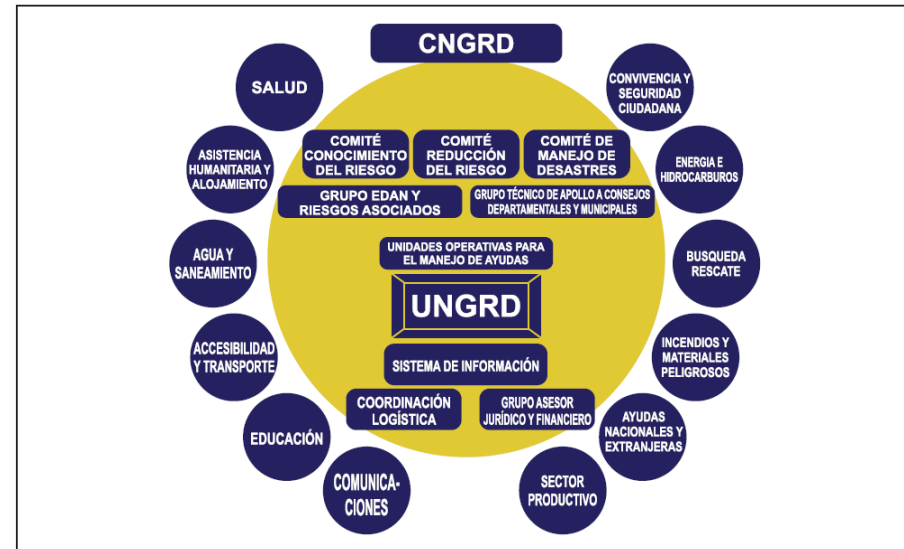 CNGRD
SALUD
CONVIVENCIA Y
SEGURIDAD
CIUDADANA
ASISTENCIA
HUMANITARIA Y
ALOJAMIENTO
COMITÉ
CONOCIMIENTO
DEL RIESGO
COMITÉ
REDUCCIÓN
DEL RIESGO
COMITÉ DE
MANEJO DE
DESASTRES
ENERGIA E
HIDROCARBUROS
GRUPO EDAN Y
RIESGOS ASOCIADOS
GRUPO TÉCNICO DE APOLLO A CONSEJOS
DEPARTAMENTALES Y MUNICIPALES
AGUA Y
SANEAMIENTO
UNIDADES OPERATIVAS PARA
EL MANEJO DE AYUDAS
BUSQUEDA
RESCATE
UNGRD
ACCESIBILIDAD
Y TRANSPORTE
SISTEMA DE INFORMACIÓN
INCENDIOS Y
MATERIALES
PELIGROSOS
COORDINACIÓN
LOGÍSTICA
GRUPO ASESOR
JURÍDICO Y FINANCIERO
EDUCACIÓN
AYUDAS
NACIONALES Y
EXTRANJERAS
COMUNICA-
CIONES
SECTOR
PRODUCTIVO